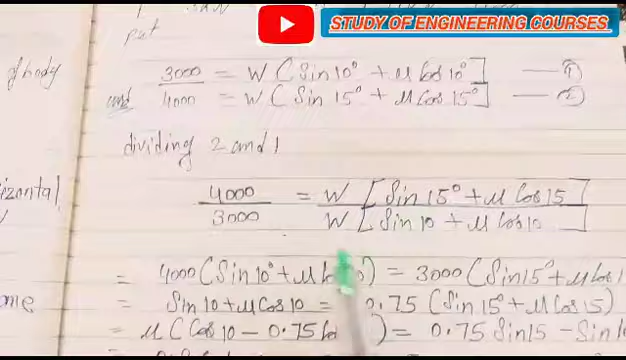 STUDY OF ENGINEERING COURSES
put
of body
3000 = W ( Sin 10° + μ Cos 10° ] — ①
and 4000 = W ( Sin 15° + μ Cos 15° ] — ②
dividing 2 and 1
4000 = W [ Sin 15° + μ Cos 15 ]
3000 W [ Sin 10 + μ Cos 10 ]
= 4000 ( Sin 10° + μ ) = 3000 ( Sin 15° + μ Cos 1
= Sin 10 + μ Cos 10 = 0.75 ( Sin 15° + μ Cos 15 )
= μ ( Cos 10 - 0.75 ) = 0.75 Sin 15 - Sin 1